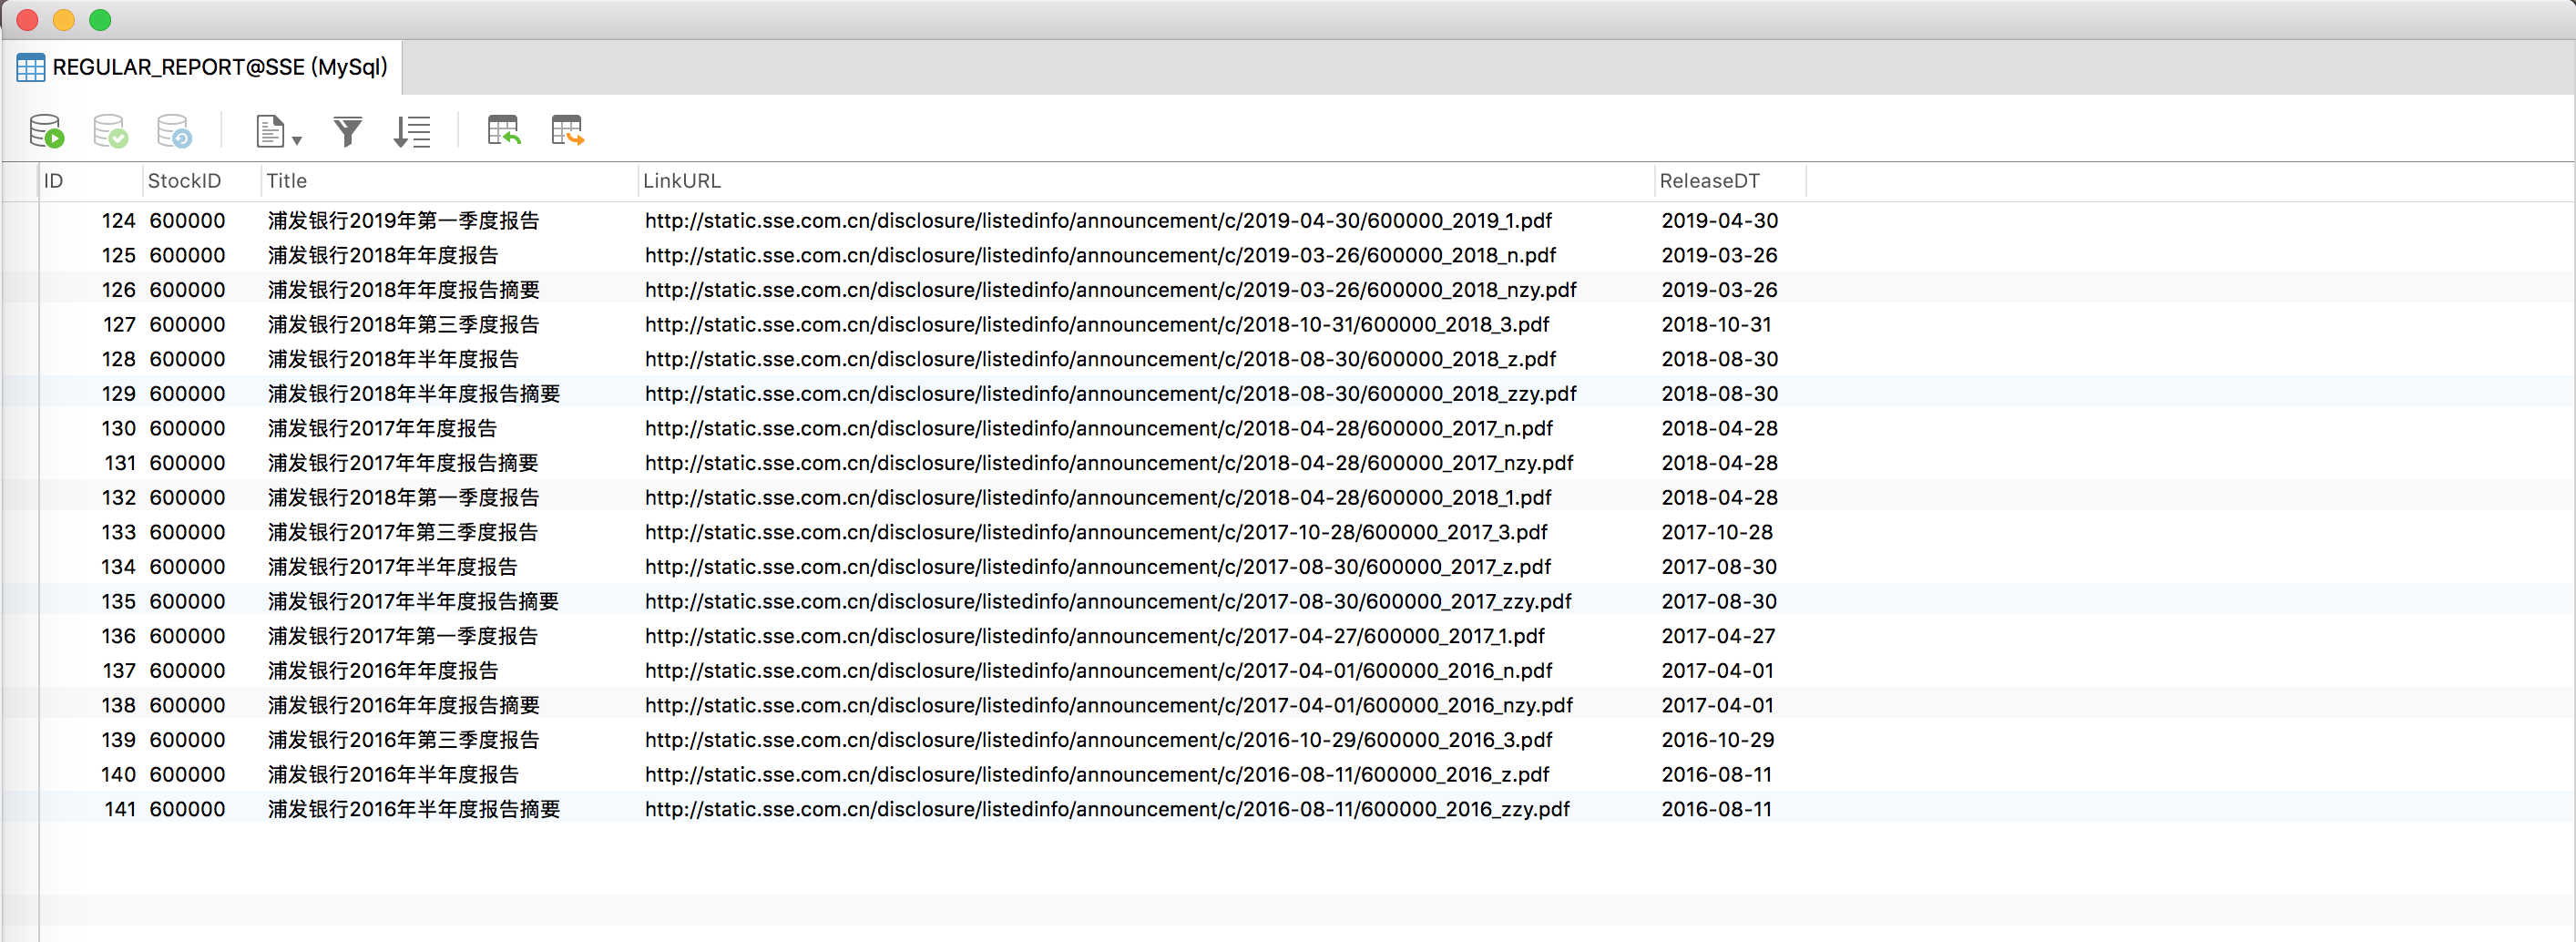 REGULAR_REPORT@SSE (MySql)
ID StockID Title LinkURL ReleaseDT
124 600000 浦发银行2019年第一季度报告 http://static.sse.com.cn/disclosure/listedinfo/announcement/c/2019-04-30/600000_2019_1.pdf 2019-04-30
125 600000 浦发银行2018年年度报告 http://static.sse.com.cn/disclosure/listedinfo/announcement/c/2019-03-26/600000_2018_n.pdf 2019-03-26
126 600000 浦发银行2018年年度报告摘要 http://static.sse.com.cn/disclosure/listedinfo/announcement/c/2019-03-26/600000_2018_nzy.pdf 2019-03-26
127 600000 浦发银行2018年第三季度报告 http://static.sse.com.cn/disclosure/listedinfo/announcement/c/2018-10-31/600000_2018_3.pdf 2018-10-31
128 600000 浦发银行2018年半年度报告 http://static.sse.com.cn/disclosure/listedinfo/announcement/c/2018-08-30/600000_2018_z.pdf 2018-08-30
129 600000 浦发银行2018年半年度报告摘要 http://static.sse.com.cn/disclosure/listedinfo/announcement/c/2018-08-30/600000_2018_zzy.pdf 2018-08-30
130 600000 浦发银行2017年年度报告 http://static.sse.com.cn/disclosure/listedinfo/announcement/c/2018-04-28/600000_2017_n.pdf 2018-04-28
131 600000 浦发银行2017年年度报告摘要 http://static.sse.com.cn/disclosure/listedinfo/announcement/c/2018-04-28/600000_2017_nzy.pdf 2018-04-28
132 600000 浦发银行2018年第一季度报告 http://static.sse.com.cn/disclosure/listedinfo/announcement/c/2018-04-28/600000_2018_1.pdf 2018-04-28
133 600000 浦发银行2017年第三季度报告 http://static.sse.com.cn/disclosure/listedinfo/announcement/c/2017-10-28/600000_2017_3.pdf 2017-10-28
134 600000 浦发银行2017年半年度报告 http://static.sse.com.cn/disclosure/listedinfo/announcement/c/2017-08-30/600000_2017_z.pdf 2017-08-30
135 600000 浦发银行2017年半年度报告摘要 http://static.sse.com.cn/disclosure/listedinfo/announcement/c/2017-08-30/600000_2017_zzy.pdf 2017-08-30
136 600000 浦发银行2017年第一季度报告 http://static.sse.com.cn/disclosure/listedinfo/announcement/c/2017-04-27/600000_2017_1.pdf 2017-04-27
137 600000 浦发银行2016年年度报告 http://static.sse.com.cn/disclosure/listedinfo/announcement/c/2017-04-01/600000_2016_n.pdf 2017-04-01
138 600000 浦发银行2016年年度报告摘要 http://static.sse.com.cn/disclosure/listedinfo/announcement/c/2017-04-01/600000_2016_nzy.pdf 2017-04-01
139 600000 浦发银行2016年第三季度报告 http://static.sse.com.cn/disclosure/listedinfo/announcement/c/2016-10-29/600000_2016_3.pdf 2016-10-29
140 600000 浦发银行2016年半年度报告 http://static.sse.com.cn/disclosure/listedinfo/announcement/c/2016-08-11/600000_2016_z.pdf 2016-08-11
141 600000 浦发银行2016年半年度报告摘要 http://static.sse.com.cn/disclosure/listedinfo/announcement/c/2016-08-11/600000_2016_zzy.pdf 2016-08-11